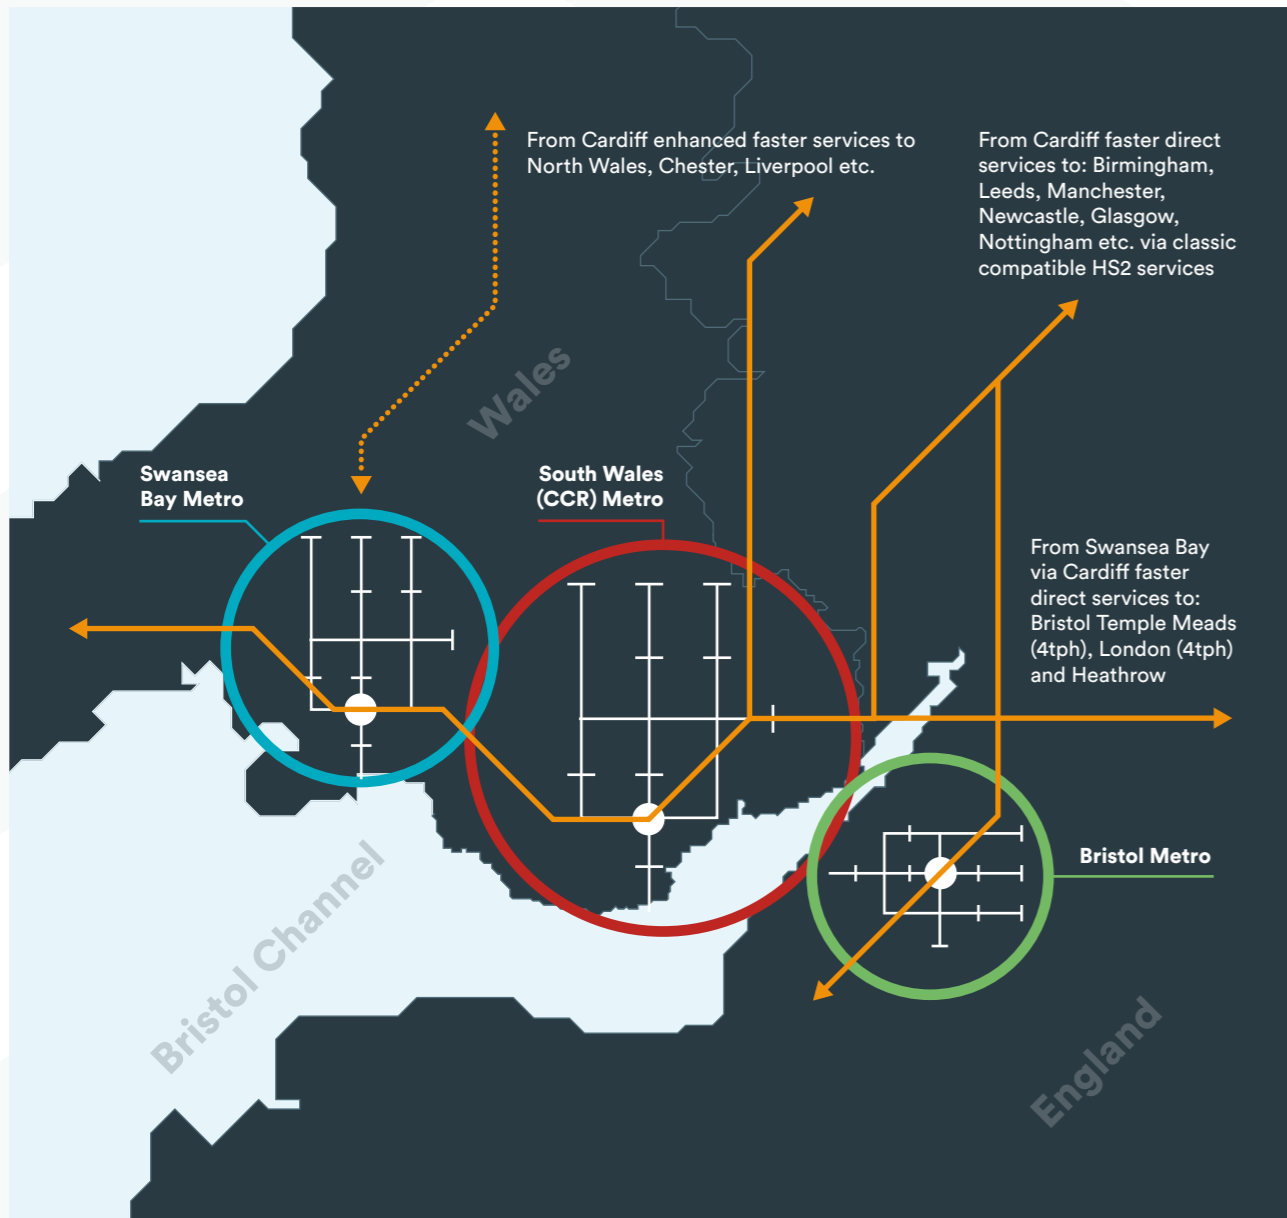 From Cardiff enhanced faster services to
North Wales, Chester, Liverpool etc.
From Cardiff faster direct
services to: Birmingham,
Leeds, Manchester,
Newcastle, Glasgow,
Nottingham etc. via classic
compatible HS2 services
Wales
Swansea
Bay Metro
South Wales
(CCR) Metro
From Swansea Bay
via Cardiff faster
direct services to:
Bristol Temple Meads
(4tph), London (4tph)
and Heathrow
Bristol Metro
Bristol Channel
England